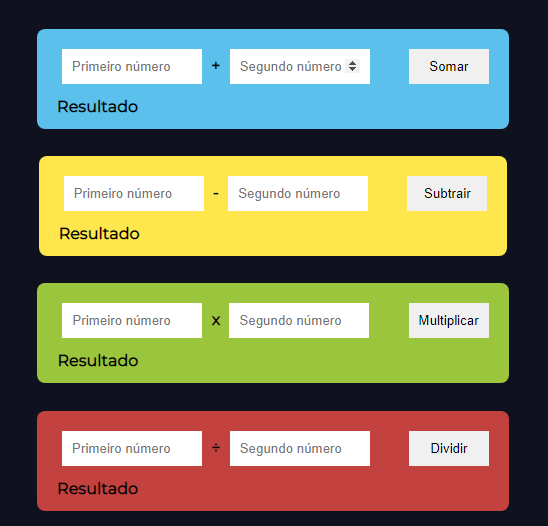 Primeiro número + Segundo número Somar
Resultado
Primeiro número - Segundo número Subtrair
Resultado
Primeiro número x Segundo número Multiplicar
Resultado
Primeiro número ÷ Segundo número Dividir
Resultado